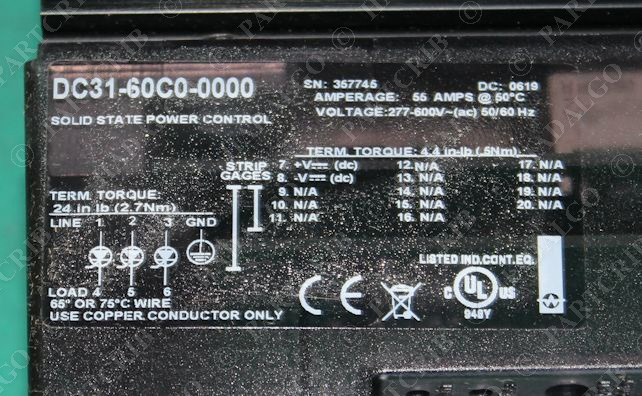 DC31-60C0-0000
SN: 357745 DC: 0619
AMPERAGE: 55 AMPS @ 50°C
VOLTAGE:277-600V~(ac) 50/60 Hz
SOLID STATE POWER CONTROL
TERM. TORQUE: 4.4 in-lb (.5Nm)
STRIP GAGES
7. +V (dc) 12. N/A 17. N/A
8. -V (dc) 13. N/A 18. N/A
9. N/A 14. N/A 19. N/A
10. N/A 15. N/A 20. N/A
11. N/A 16. N/A
TERM. TORQUE:
24 in lb (2.7Nm)
LINE 1 2 3 GND
LOAD 4 5 6
65° OR 75°C WIRE
USE COPPER CONDUCTOR ONLY
LISTED IND.CONT.EQ.
CE
C UL US
948Y
W
PARTCRIB © HALDALGO ©